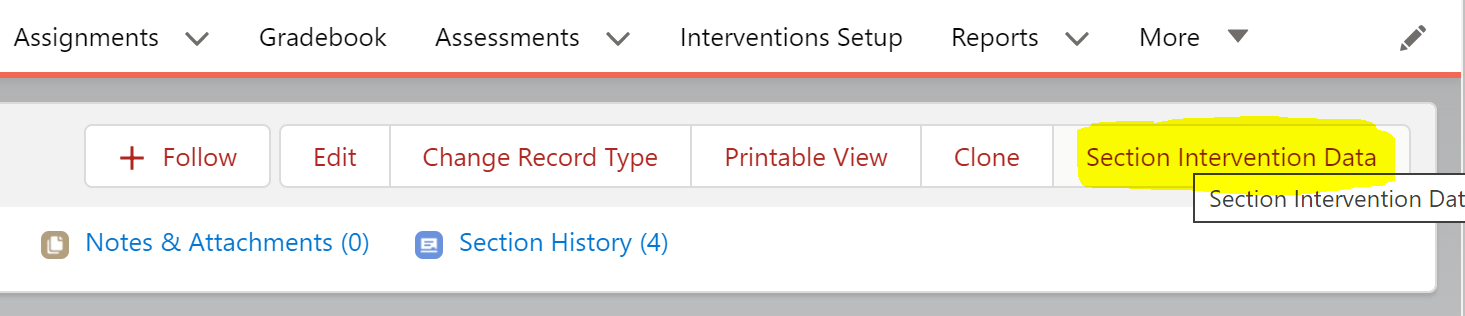 Assignments Gradebook Assessments Interventions Setup Reports More
Follow Edit Change Record Type Printable View Clone Section Intervention Data
Section Intervention Dat
Notes & Attachments (0) Section History (4)